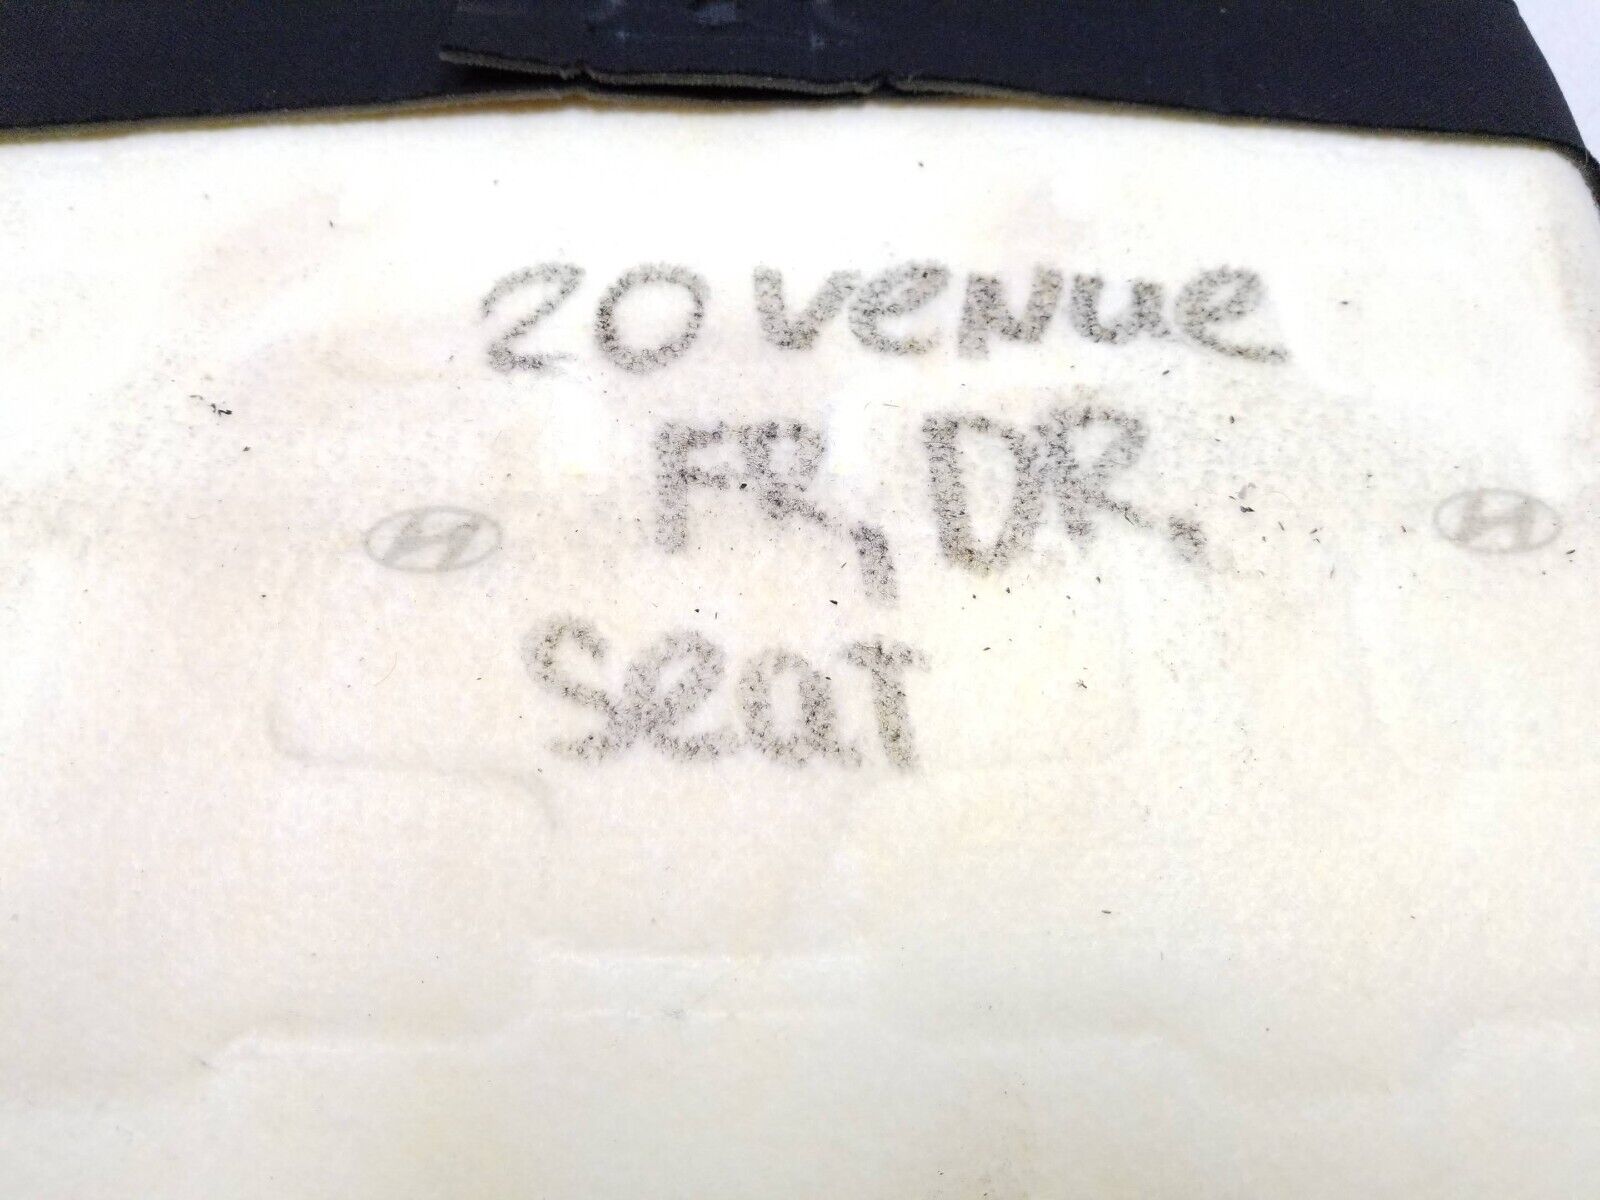 20 venue
FR, DR,
seaT